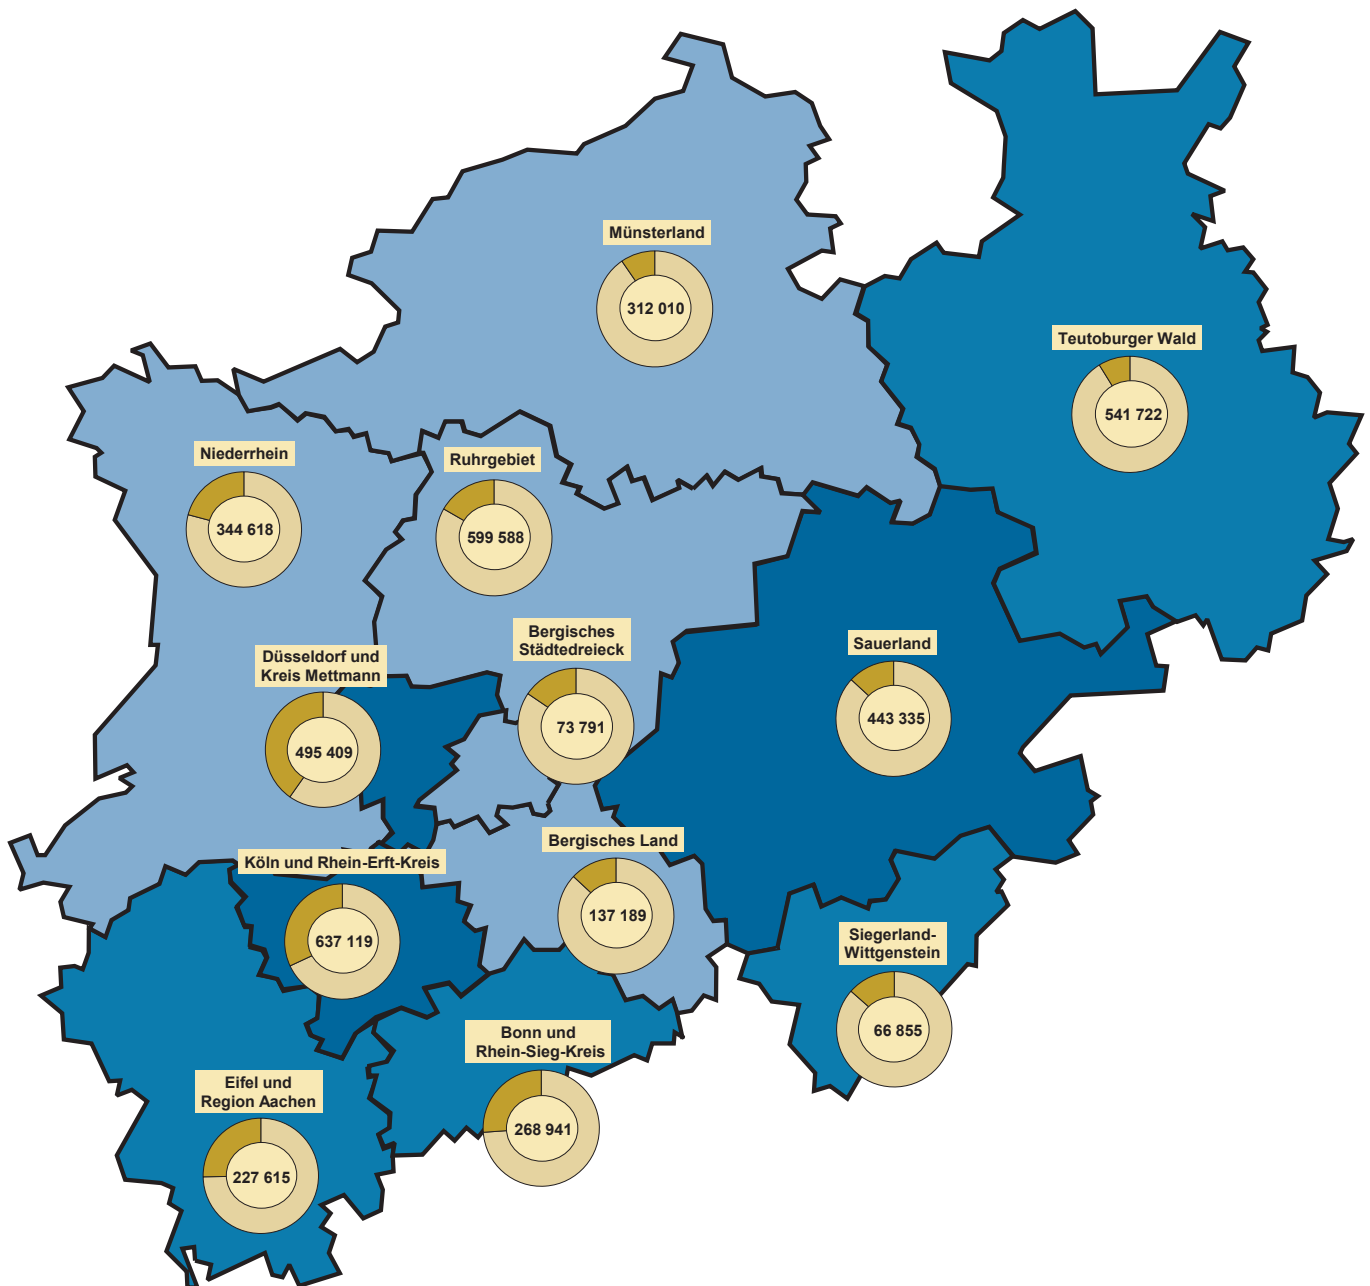 Münsterland
312 010
Teutoburger Wald
541 722
Niederrhein
344 618
Ruhrgebiet
599 588
Bergisches
Städtedreieck
73 791
Sauerland
443 335
Düsseldorf und
Kreis Mettmann
495 409
Köln und Rhein-Erft-Kreis
637 119
Bergisches Land
137 189
Siegerland-
Wittgenstein
66 855
Bonn und
Rhein-Sieg-Kreis
268 941
Eifel und
Region Aachen
227 615